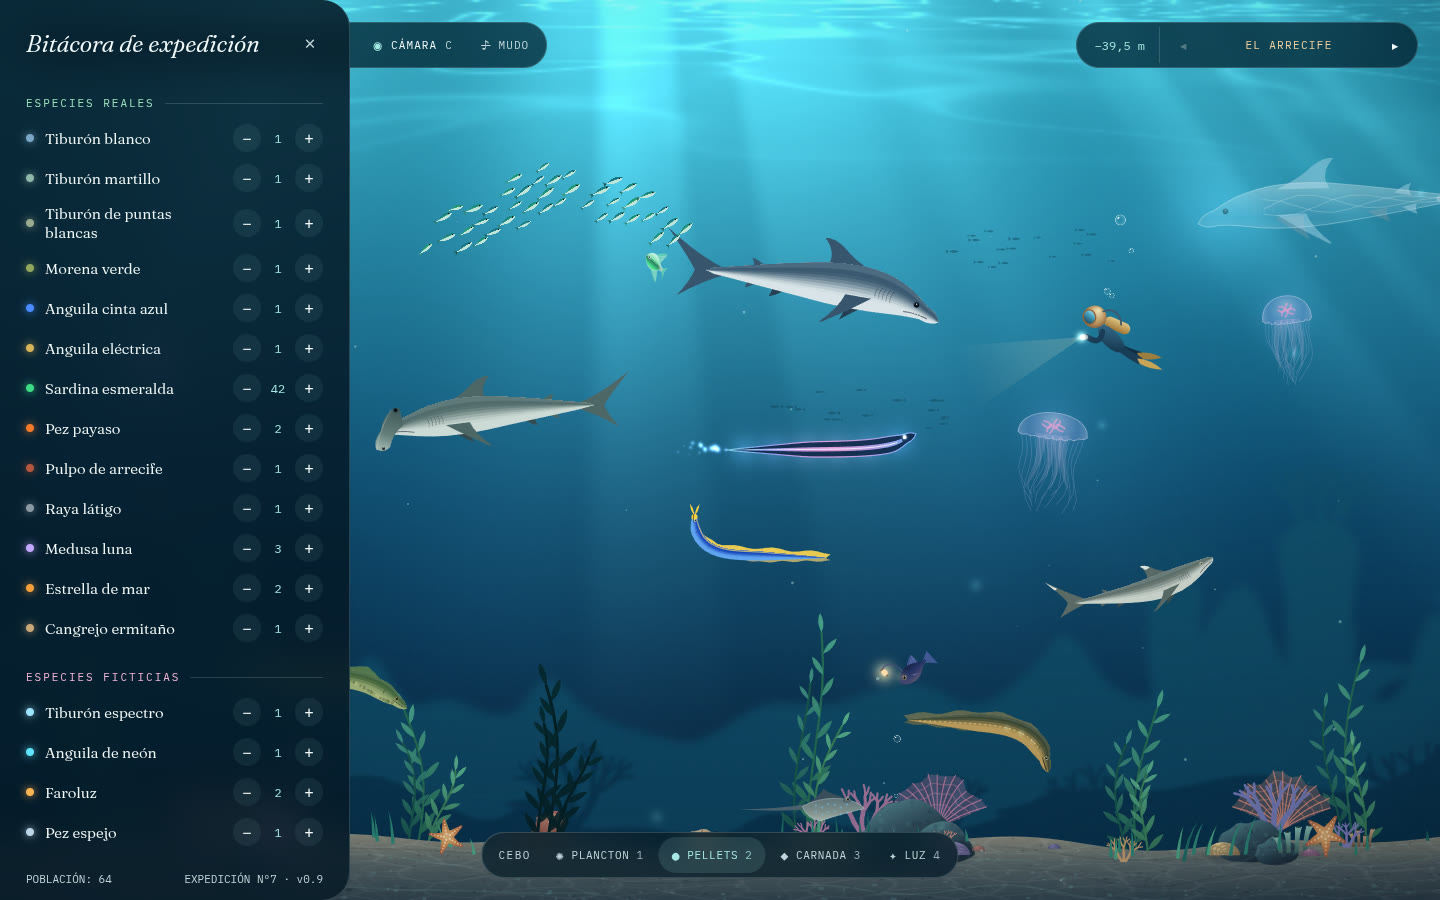 Bitácora de expedición ×
◉ CÁMARA C
MUDO
−39,5 m
◄ EL ARRECIFE ►
ESPECIES REALES
Tiburón blanco − 1 +
Tiburón martillo − 1 +
Tiburón de puntas
blancas − 1 +
Morena verde − 1 +
Anguila cinta azul − 1 +
Anguila eléctrica − 1 +
Sardina esmeralda − 42 +
Pez payaso − 2 +
Pulpo de arrecife − 1 +
Raya látigo − 1 +
Medusa luna − 3 +
Estrella de mar − 2 +
Cangrejo ermitaño − 1 +
ESPECIES FICTICIAS
Tiburón espectro − 1 +
Anguila de neón − 1 +
Faroluz − 2 +
Pez espejo − 1 +
POBLACIÓN: 64 EXPEDICIÓN Nº7 · v0.9
CEBO ✺ PLANCTON 1 ● PELLETS 2 ◆ CARNADA 3 ✦ LUZ 4